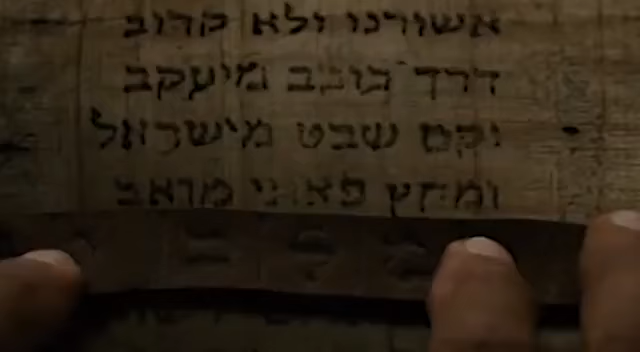 אשורנו ולא קרוב
דרך כוכב מיעקב
וקם שבט מישראל
ומחץ פאתי מואב